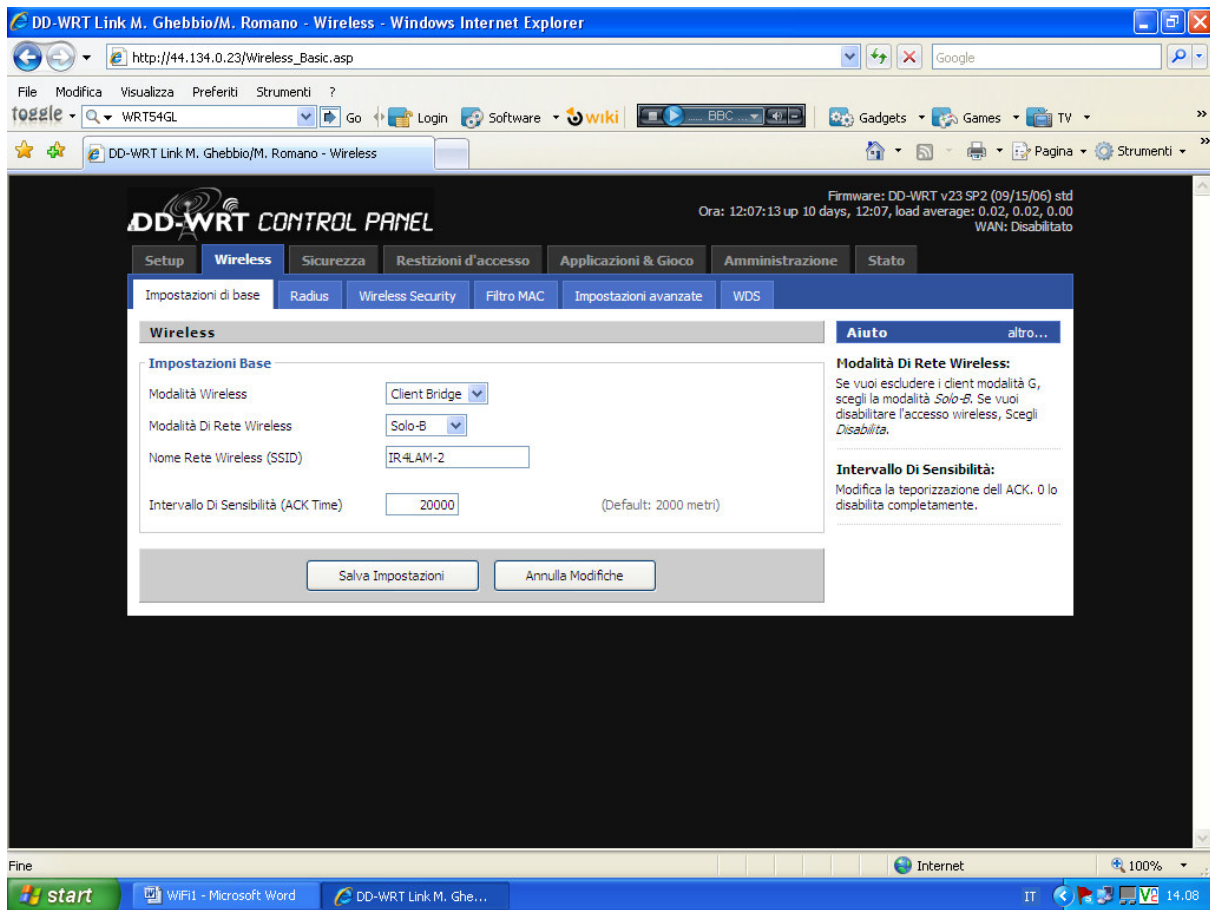 DD-WRT Link M. Ghebbio/M. Romano - Wireless - Windows Internet Explorer
http://44.134.0.23/Wireless_Basic.asp
Google
File Modifica Visualizza Preferiti Strumenti ?
toggle WRT54GL Go Login Software wiki ..... BBC ... Gadgets Games TV »
DD-WRT Link M. Ghebbio/M. Romano - Wireless
Pagina Strumenti »
DD-WRT CONTROL PANEL
Firmware: DD-WRT v23 SP2 (09/15/06) std
Ora: 12:07:13 up 10 days, 12:07, load average: 0.02, 0.02, 0.00
WAN: Disabilitato
Setup Wireless Sicurezza Restizioni d'accesso Applicazioni & Gioco Amministrazione Stato
Impostazioni di base Radius Wireless Security Filtro MAC Impostazioni avanzate WDS
Wireless
Impostazioni Base
Modalità Wireless Client Bridge
Modalità Di Rete Wireless Solo-B
Nome Rete Wireless (SSID) IR4LAM-2
Intervallo Di Sensibilità (ACK Time) 20000 (Default: 2000 metri)
Salva Impostazioni Annulla Modifiche
Aiuto altro...
Modalità Di Rete Wireless:
Se vuoi escludere i client modalità G,
scegli la modalità Solo-B. Se vuoi
disabilitare l'accesso wireless, Scegli
Disabilita.
Intervallo Di Sensibilità:
Modifica la teporizzazione dell ACK. 0 lo
disabilita completamente.
Fine
Internet 100%
start WiFi1 - Microsoft Word DD-WRT Link M. Ghe... IT V2 14.08